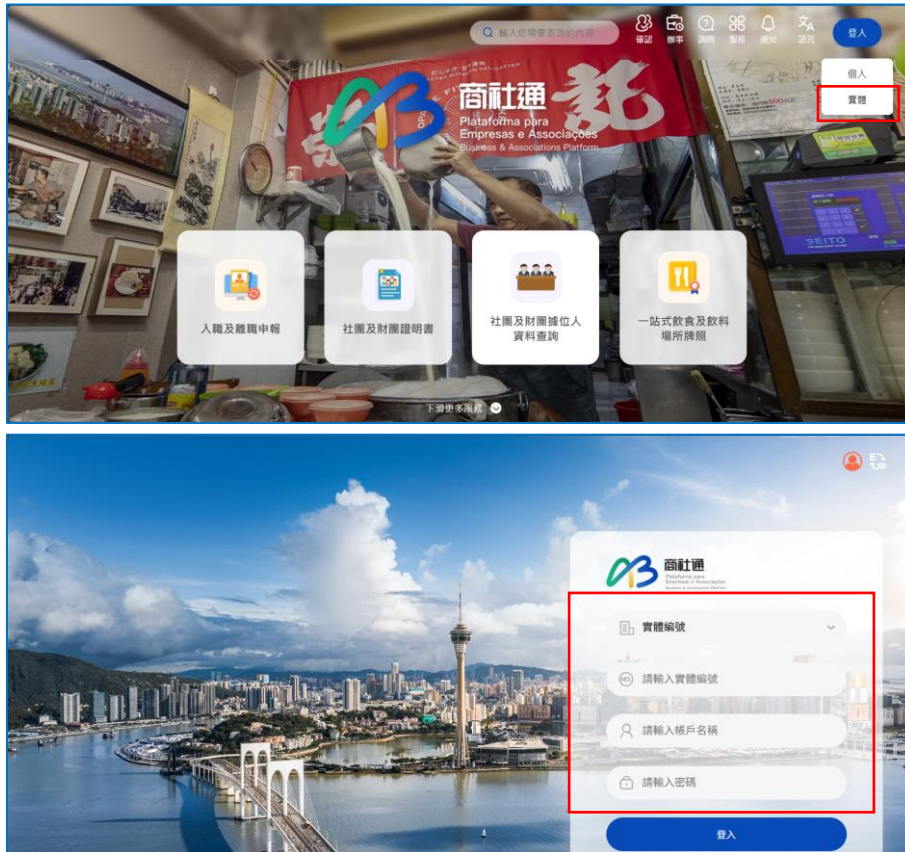 輸入您需要查詢的內容
確認 辦事 詢問 服務 通知 語言 登入
個人
實體
商社通
Plataforma para
Empresas e Associações
Business & Associations Platform
500
SEITO
入職及離職申報
社團及財團證明書
社團及財團據位人
資料查詢
一站式飲食及飲料
場所牌照
下滑更多服務
商社通
Plataforma para
Empresas e Associações
Business & Associations Platform
實體編號
NO
請輸入實體編號
請輸入帳戶名稱
請輸入密碼
登入